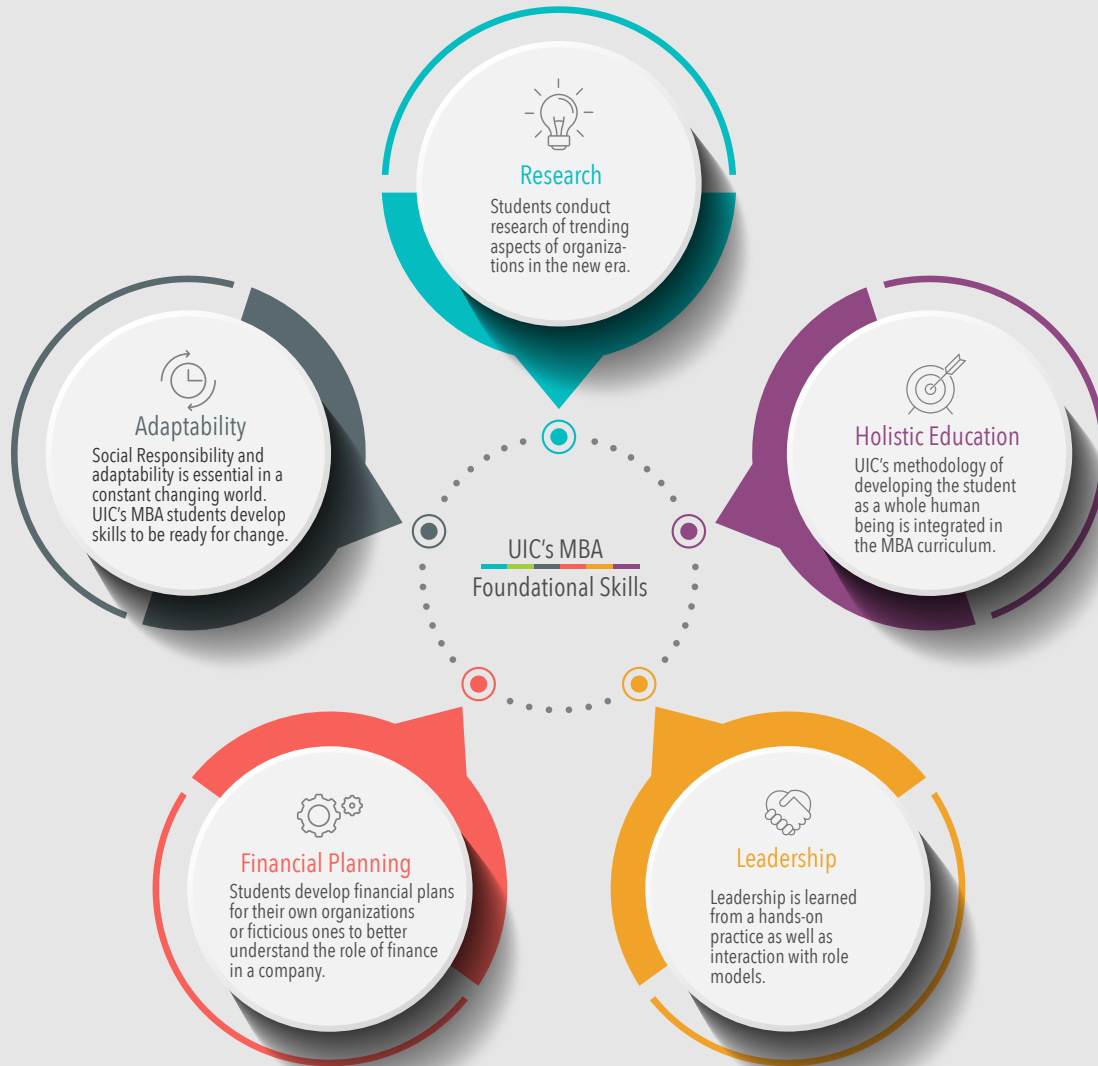 Research
Students conduct
research of trending
aspects of organiza-
tions in the new era.
Adaptability
Social Responsibility and
adaptability is essential in a
constant changing world.
UIC's MBA students develop
skills to be ready for change.
Holistic Education
UIC's methodology of
developing the student
as a whole human
being is integrated in
the MBA curriculum.
UIC's MBA
Foundational Skills
Financial Planning
Students develop financial plans
for their own organizations
or ficticious ones to better
understand the role of finance
in a company.
Leadership
Leadership is learned
from a hands-on
practice as well as
interaction with role
models.